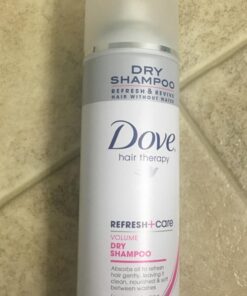 DRY
SHAMPOO
REFRESH & REVIVE
HAIR WITHOUT WATER
Dove
hair therapy
REFRESH+care
VOLUME
DRY
SHAMPOO
Absorbs oil to refresh
hair gently, leaving it
clean, nourished & soft
between washes